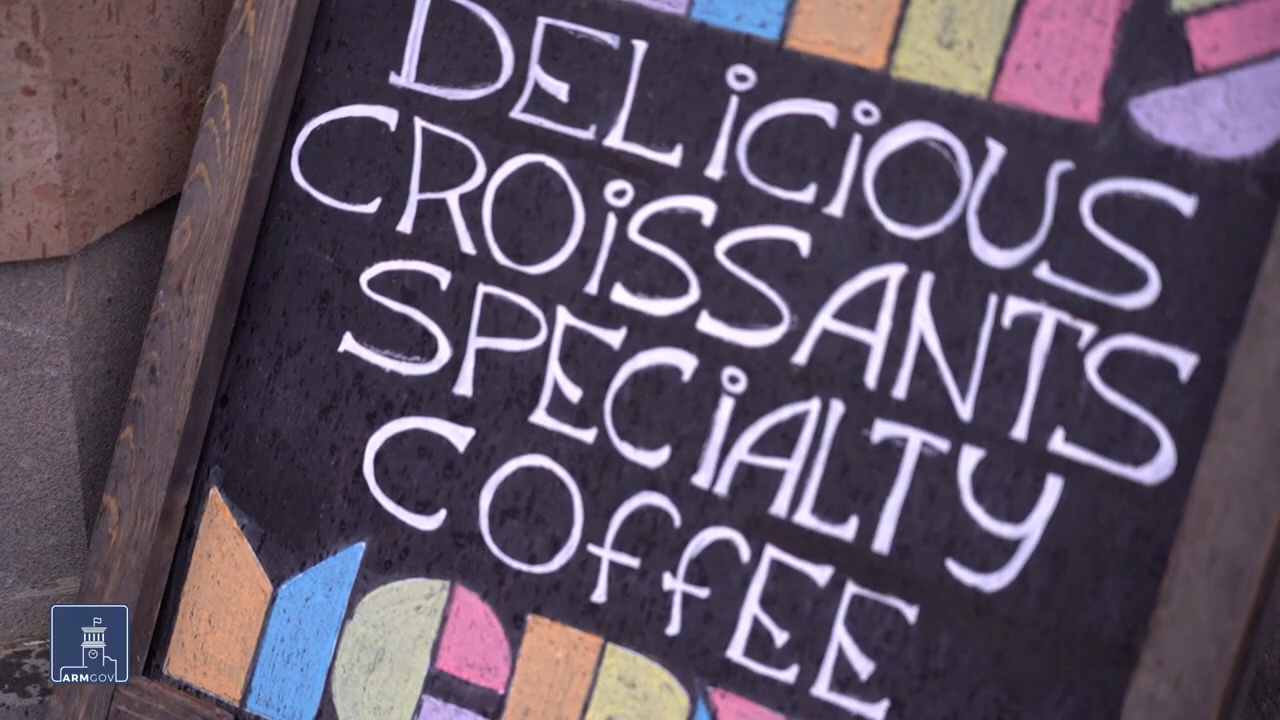 DELiCiOUS
CROiSSANTS
SPECiALTY
COffEE
ARMGOV